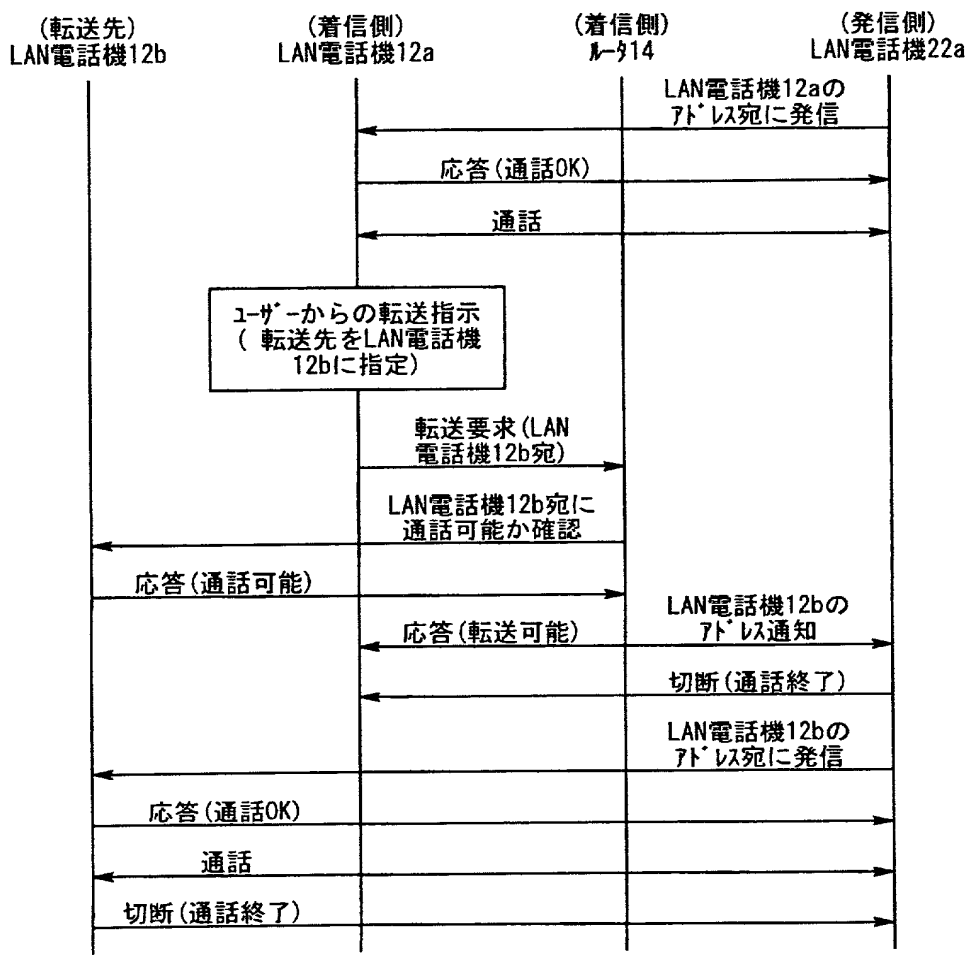 (転送先)
LAN電話機12b
(着信側)
LAN電話機12a
(着信側)
ﾙｰﾀ14
(発信側)
LAN電話機22a
LAN電話機12aの
ｱﾄﾞﾚｽ宛に発信
応答(通話OK)
通話
ﾕｰｻﾞｰからの転送指示
( 転送先をLAN電話機
12bに指定)
転送要求(LAN
電話機12b宛)
LAN電話機12b宛に
通話可能か確認
応答(通話可能)
LAN電話機12bの
ｱﾄﾞﾚｽ通知
応答(転送可能)
切断(通話終了)
LAN電話機12bの
ｱﾄﾞﾚｽ宛に発信
応答(通話OK)
通話
切断(通話終了)